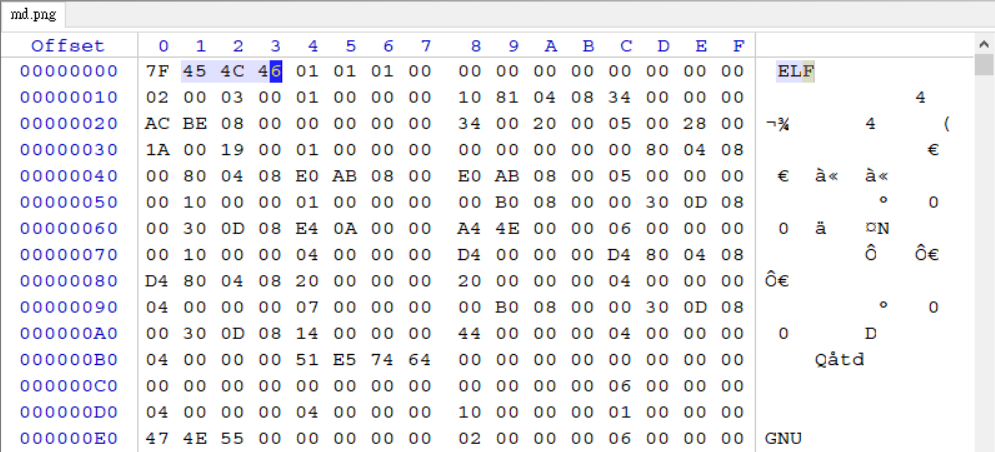 md.png
Offset 0 1 2 3 4 5 6 7 8 9 A B C D E F
00000000 7F 45 4C 46 01 01 01 00 00 00 00 00 00 00 00 00 ELF
00000010 02 00 03 00 01 00 00 00 10 81 04 08 34 00 00 00 4
00000020 AC BE 08 00 00 00 00 00 34 00 20 00 05 00 28 00 ¬¾ 4 (
00000030 1A 00 19 00 01 00 00 00 00 00 00 00 00 80 04 08 €
00000040 00 80 04 08 E0 AB 08 00 E0 AB 08 00 05 00 00 00 € à« à«
00000050 00 10 00 00 01 00 00 00 00 B0 08 00 00 30 0D 08 ° 0
00000060 00 30 0D 08 E4 0A 00 00 A4 4E 00 00 06 00 00 00 0 ä ¤N
00000070 00 10 00 00 04 00 00 00 D4 00 00 00 D4 80 04 08 Ô Ô€
00000080 D4 80 04 08 20 00 00 00 20 00 00 00 04 00 00 00 Ô€
00000090 04 00 00 00 07 00 00 00 00 B0 08 00 00 30 0D 08 ° 0
000000A0 00 30 0D 08 14 00 00 00 44 00 00 00 04 00 00 00 0 D
000000B0 04 00 00 00 51 E5 74 64 00 00 00 00 00 00 00 00 Qåtd
000000C0 00 00 00 00 00 00 00 00 00 00 00 00 06 00 00 00
000000D0 04 00 00 00 04 00 00 00 10 00 00 00 01 00 00 00
000000E0 47 4E 55 00 00 00 00 00 02 00 00 00 06 00 00 00 GNU